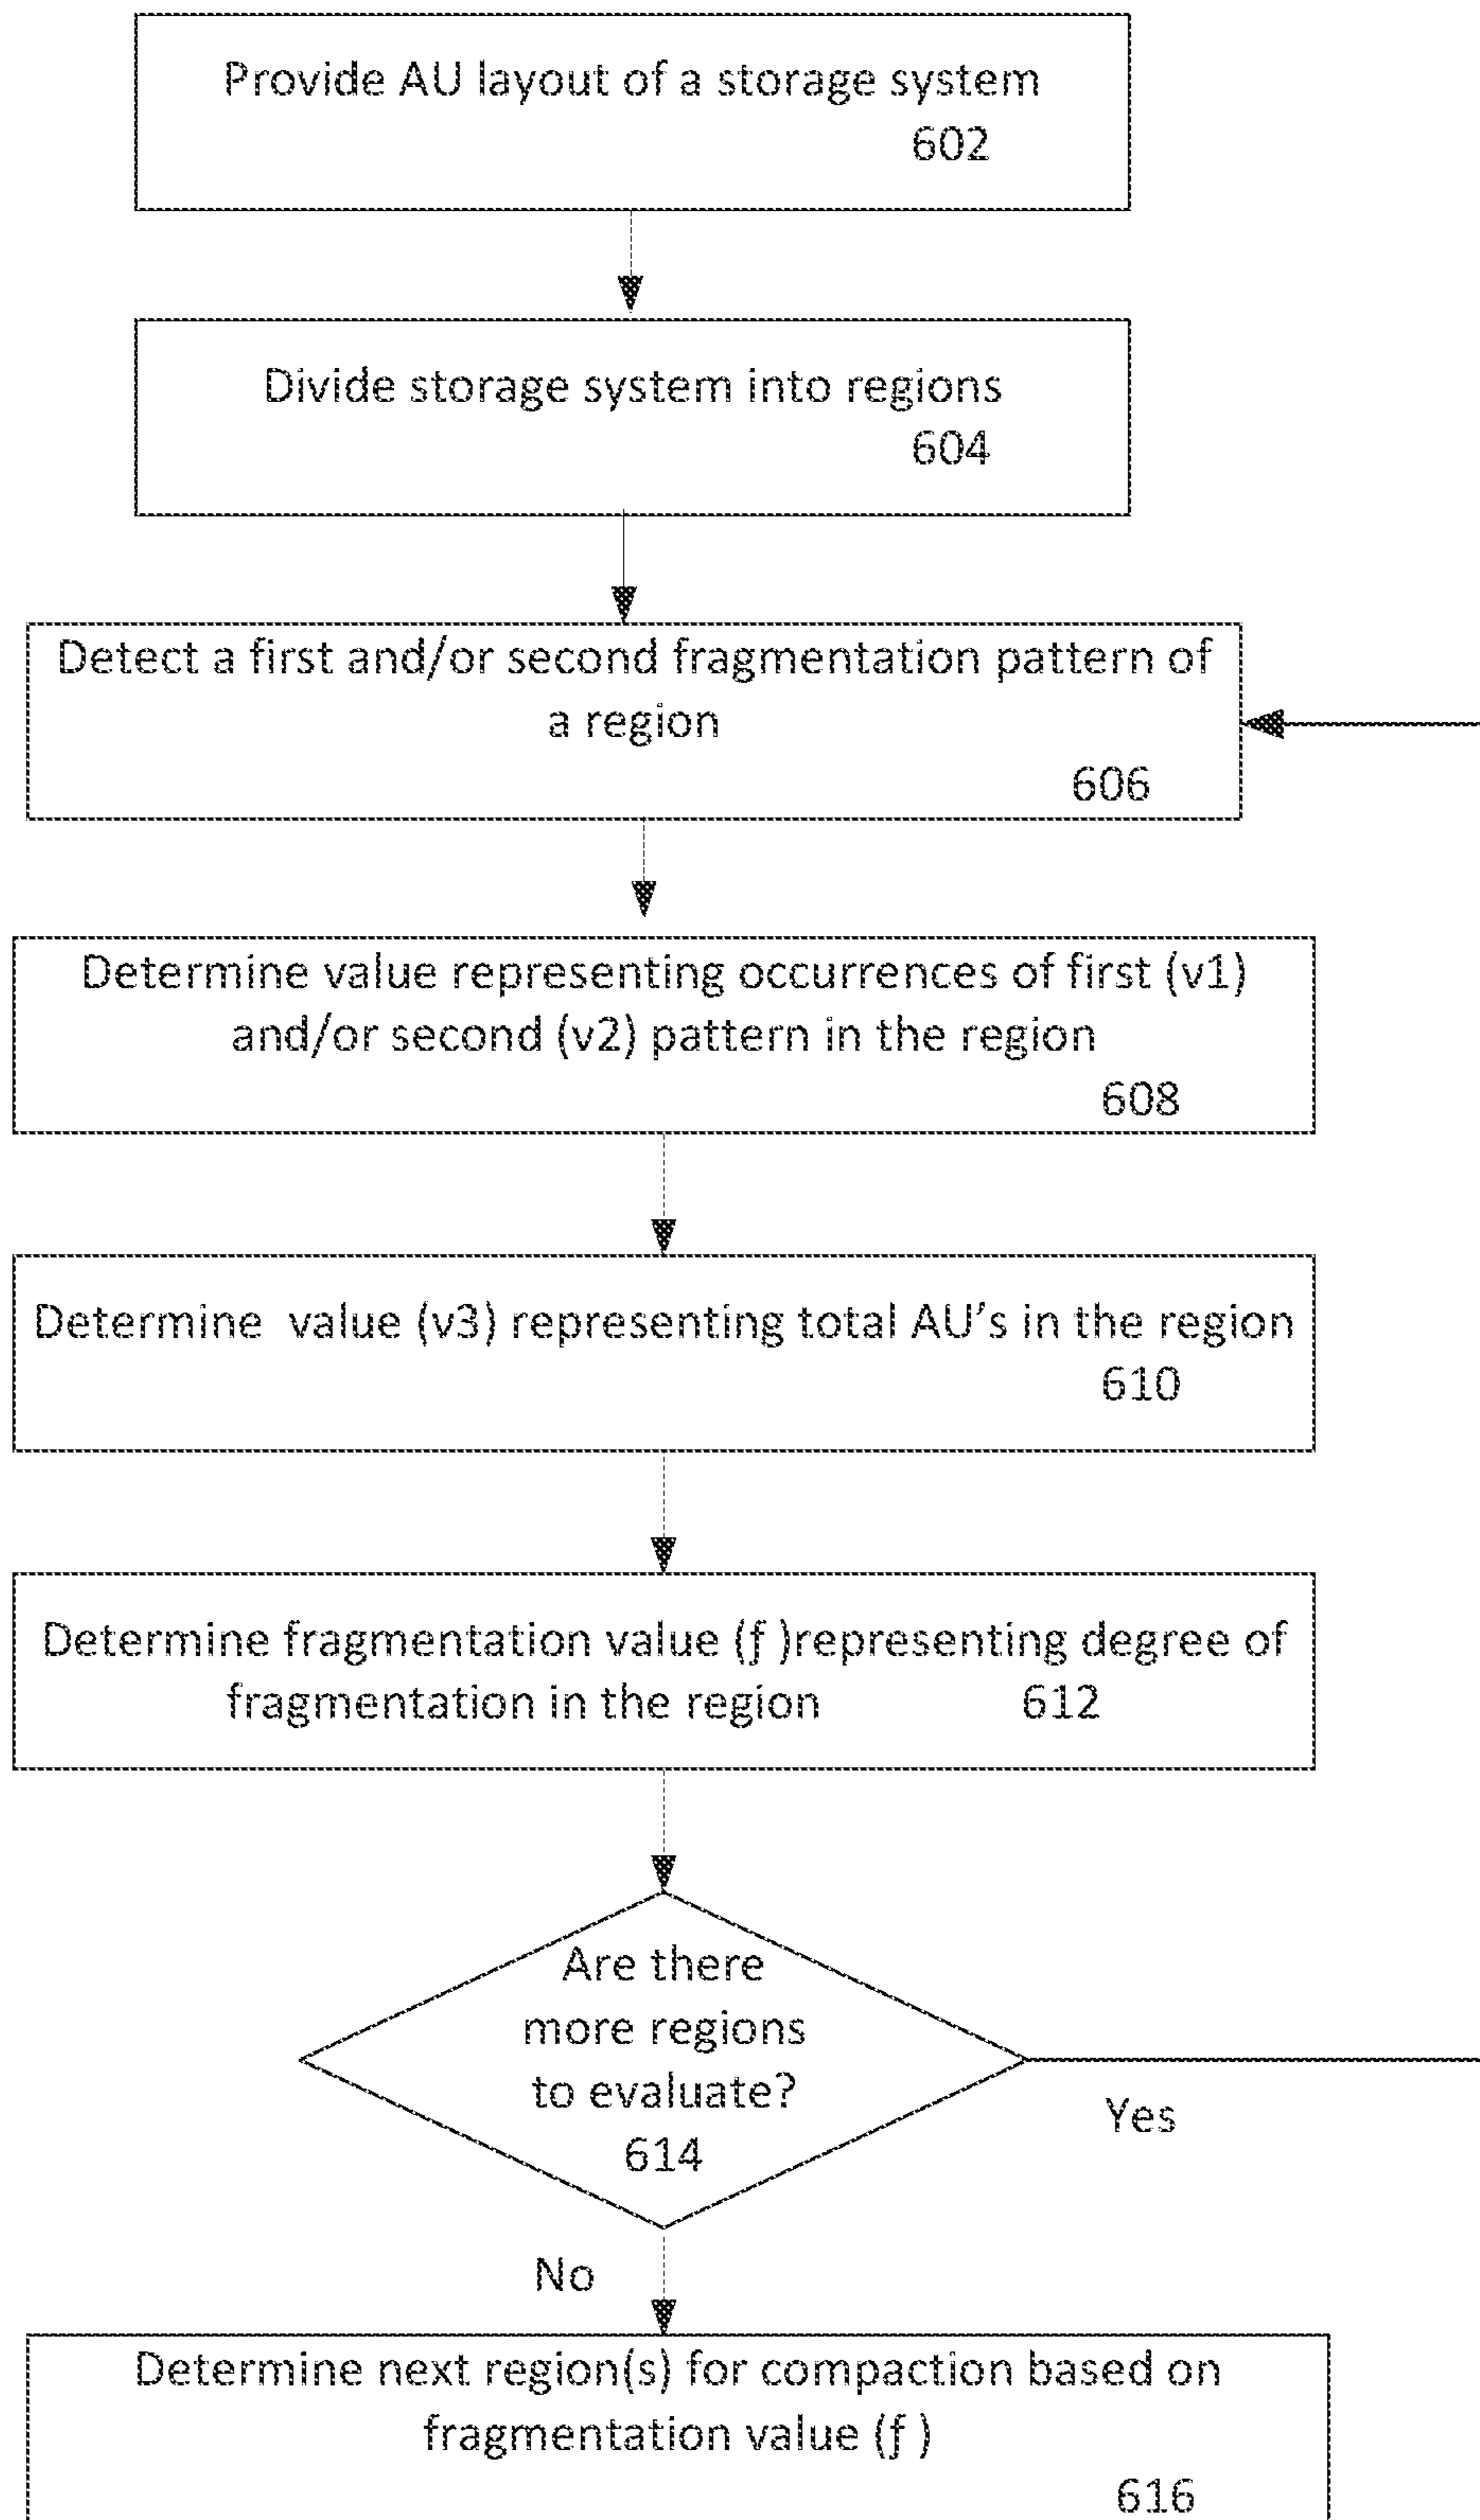 Provide AU layout of a storage system
602
Divide storage system into regions
604
Detect a first and/or second fragmentation pattern of
a region
606
Determine value representing occurrences of first (v1)
and/or second (v2) pattern in the region
608
Determine  value (v3) representing total AU's in the region
610
Determine fragmentation value (ƒ )representing degree of
fragmentation in the region 612
Are there
more regions
to evaluate?
614
Yes
No
Determine next region(s) for compaction based on
fragmentation value (ƒ )
616